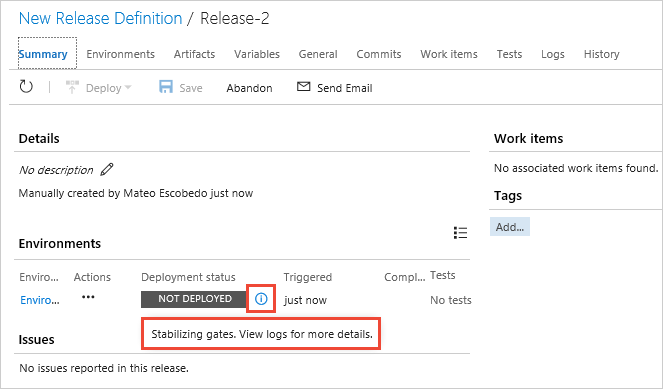 New Release Definition / Release-2
Summary Environments Artifacts Variables General Commits Work items Tests Logs History
Deploy Save Abandon Send Email
Details
No description
Manually created by Mateo Escobedo just now
Work items
No associated work items found.
Tags
Add...
Environments
Enviro... Actions Deployment status Triggered Compl... Tests
Enviro... ••• NOT DEPLOYED just now No tests
Stabilizing gates. View logs for more details.
Issues
No issues reported in this release.